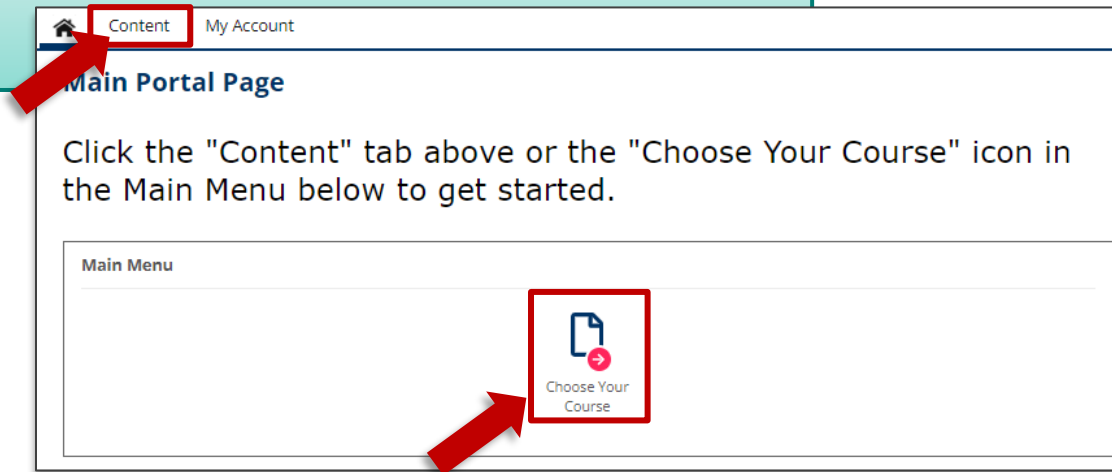 Content My Account
Main Portal Page
Click the "Content" tab above or the "Choose Your Course" icon in
the Main Menu below to get started.
Main Menu
Choose Your
Course